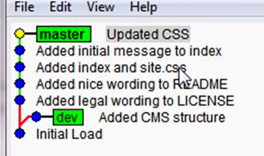 File Edit View Help
master Updated CSS
Added initial message to index
Added index and site.css
Added nice wording to README
Added legal wording to LICENSE
dev Added CMS structure
Initial Load